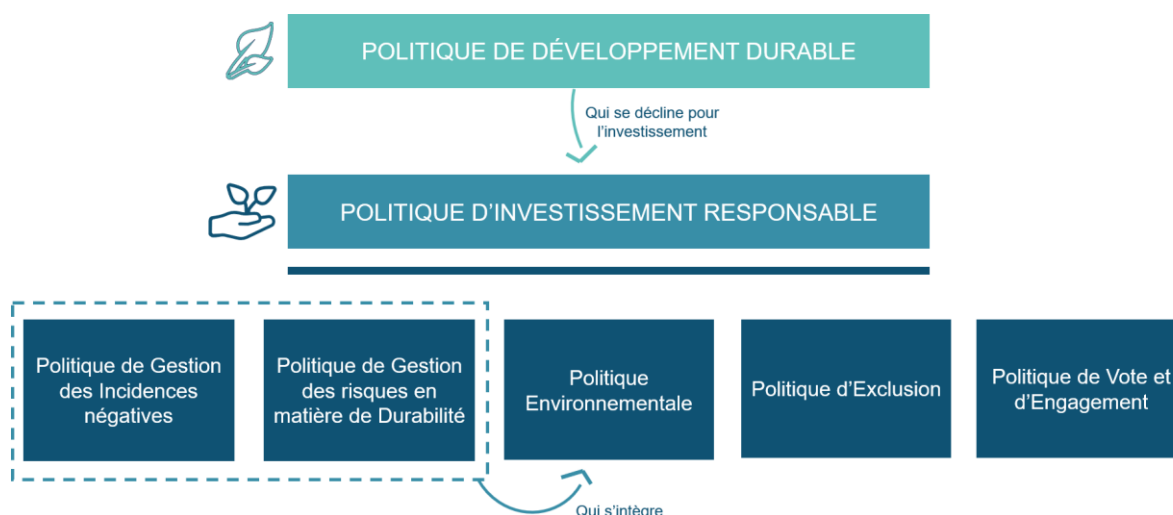 POLITIQUE DE DÉVELOPPEMENT DURABLE
Qui se décline pour
l'investissement
POLITIQUE D'INVESTISSEMENT RESPONSABLE
Politique de Gestion
des Incidences
négatives
Politique de Gestion
des risques en
matière de Durabilité
Politique
Environnementale
Politique d'Exclusion
Politique de Vote et
d'Engagement
Qui s'intègre